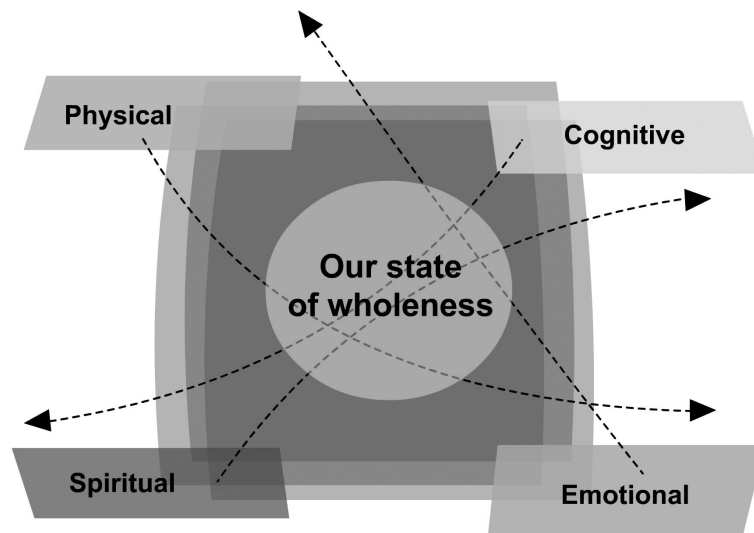 Physical
Cognitive
Our state
of wholeness
Spiritual
Emotional